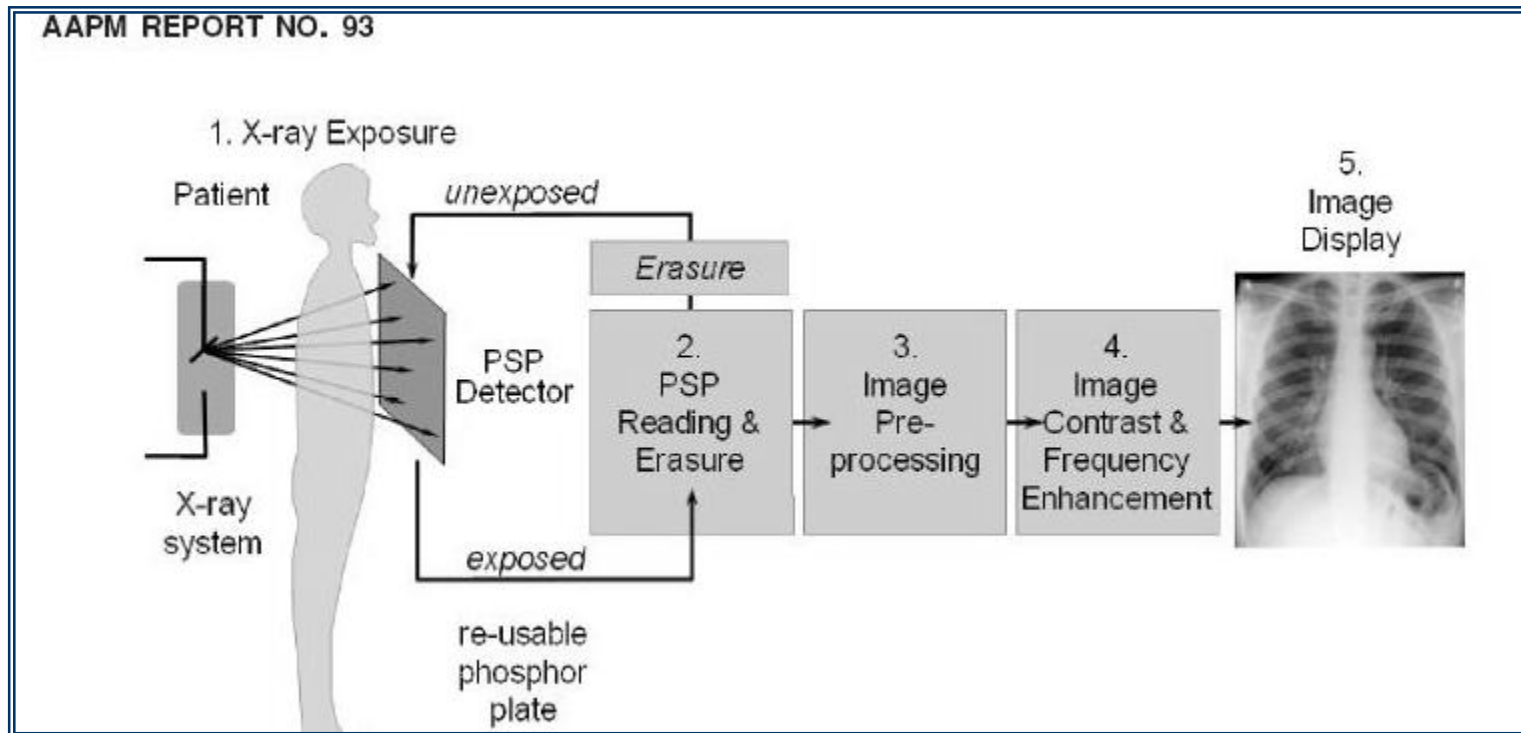 AAPM REPORT NO. 93
1. X-ray Exposure
Patient
unexposed
Erasure
PSP
Detector
X-ray
system
exposed
re-usable
phosphor
plate
2.
PSP
Reading &
Erasure
3.
Image
Pre-
processing
4.
Image
Contrast &
Frequency
Enhancement
5.
Image
Display